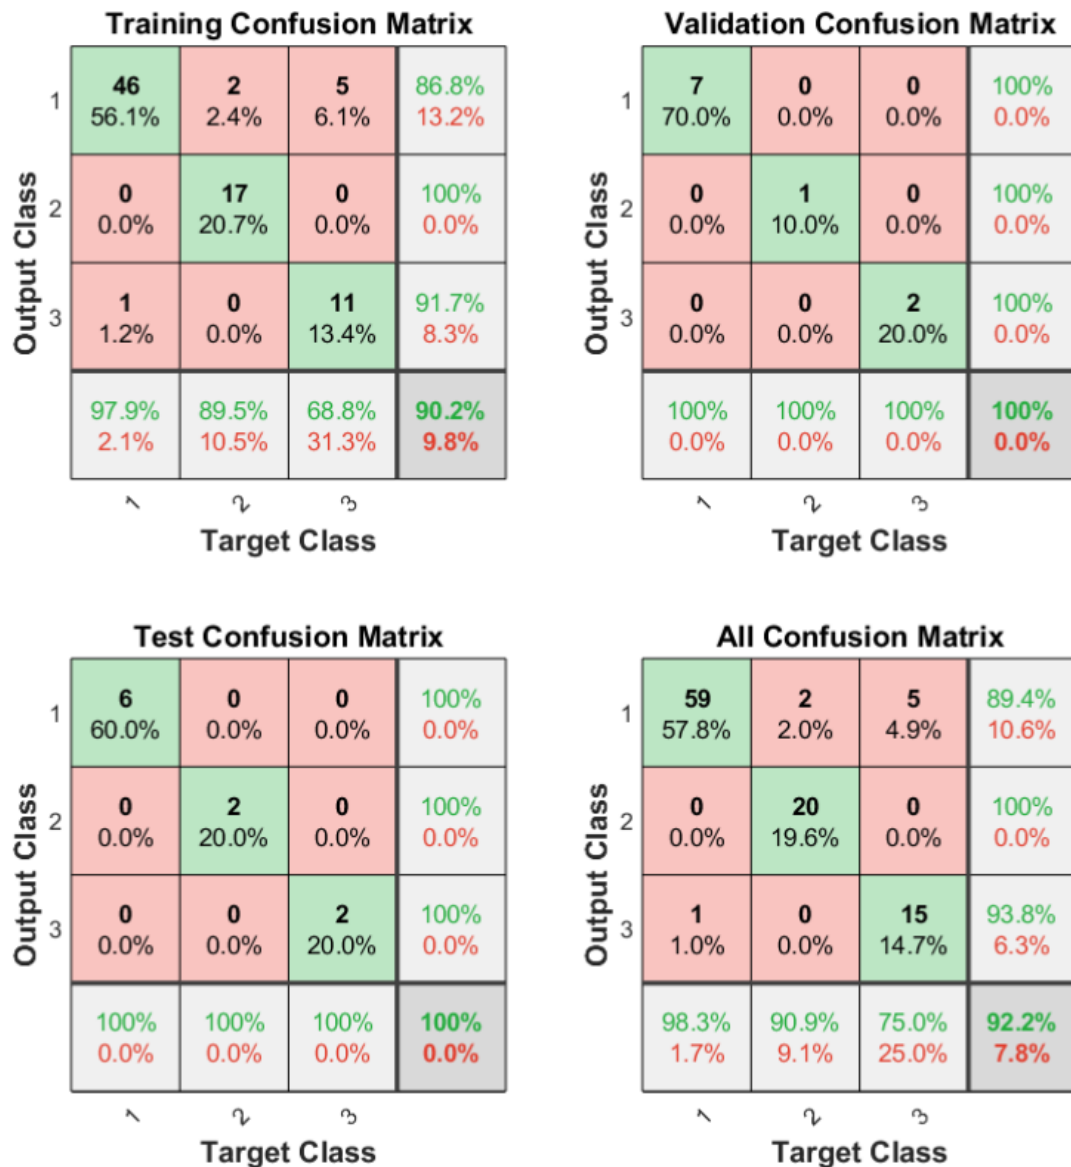 Training Confusion Matrix
Output Class
1
46 2 5 86.8%
56.1% 2.4% 6.1% 13.2%
2
0 17 0 100%
0.0% 20.7% 0.0% 0.0%
3
1 0 11 91.7%
1.2% 0.0% 13.4% 8.3%
97.9% 89.5% 68.8% 90.2%
2.1% 10.5% 31.3% 9.8%
1 2 3
Target Class
Validation Confusion Matrix
Output Class
1
7 0 0 100%
70.0% 0.0% 0.0% 0.0%
2
0 1 0 100%
0.0% 10.0% 0.0% 0.0%
3
0 0 2 100%
0.0% 0.0% 20.0% 0.0%
100% 100% 100% 100%
0.0% 0.0% 0.0% 0.0%
1 2 3
Target Class
Test Confusion Matrix
Output Class
1
6 0 0 100%
60.0% 0.0% 0.0% 0.0%
2
0 2 0 100%
0.0% 20.0% 0.0% 0.0%
3
0 0 2 100%
0.0% 0.0% 20.0% 0.0%
100% 100% 100% 100%
0.0% 0.0% 0.0% 0.0%
1 2 3
Target Class
All Confusion Matrix
Output Class
1
59 2 5 89.4%
57.8% 2.0% 4.9% 10.6%
2
0 20 0 100%
0.0% 19.6% 0.0% 0.0%
3
1 0 15 93.8%
1.0% 0.0% 14.7% 6.3%
98.3% 90.9% 75.0% 92.2%
1.7% 9.1% 25.0% 7.8%
1 2 3
Target Class